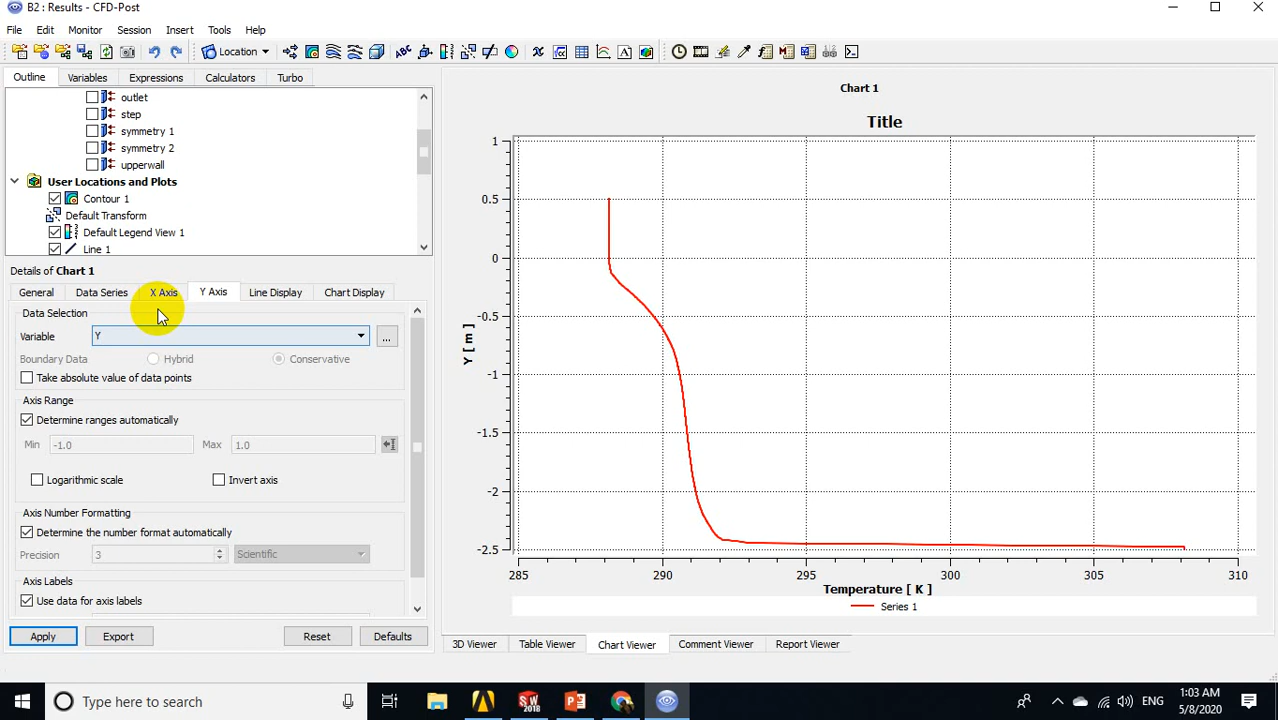 B2 : Results - CFD-Post
File Edit Monitor Session Insert Tools Help
Location
Outline Variables Expressions Calculators Turbo
outlet
step
symmetry 1
symmetry 2
upperwall
User Locations and Plots
Contour 1
Default Transform
Default Legend View 1
Line 1
Details of Chart 1
General Data Series X Axis Y Axis Line Display Chart Display
Data Selection
Variable Y ...
Boundary Data Hybrid Conservative
Take absolute value of data points
Axis Range
Determine ranges automatically
Min -1.0 Max 1.0
Logarithmic scale Invert axis
Axis Number Formatting
Determine the number format automatically
Precision 3 Scientific
Axis Labels
Use data for axis labels
Apply Export Reset Defaults
Chart 1
Title
1
0.5
0
-0.5
-1
-1.5
-2
-2.5
Y [ m ]
285 290 295 300 305 310
Temperature [ K ]
Series 1
3D Viewer Table Viewer Chart Viewer Comment Viewer Report Viewer
Type here to search
SW
2018
ENG
1:03 AM
5/8/2020